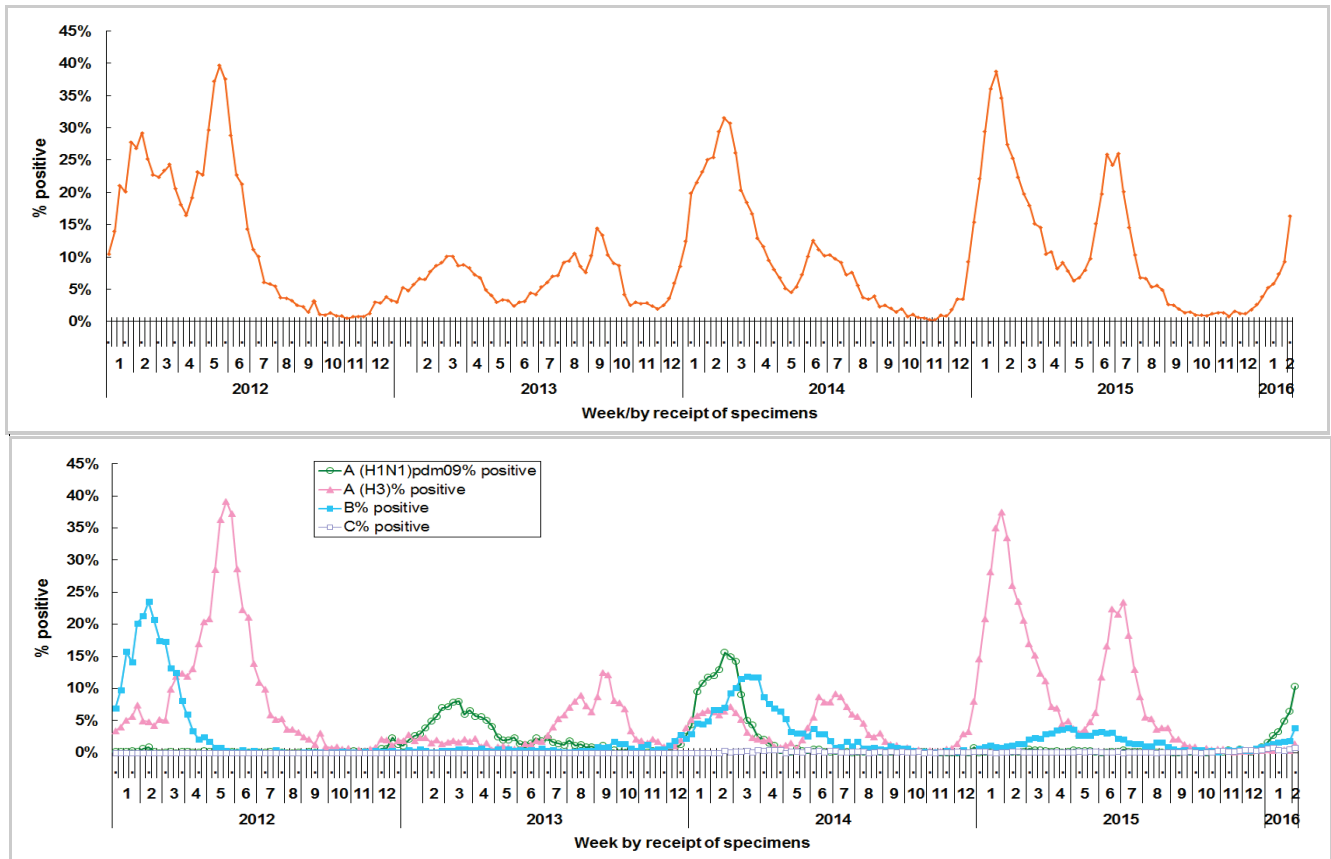 45%
40%
35%
30%
25%
20%
15%
10%
5%
0%
% positive
1 2 3 4 5 6 7 8 9 10 11 12 2 3 4 5 6 7 8 9 10 11 12 1 2 3 4 5 6 7 8 9 10 11 12 1 2 3 4 5 6 7 8 9 10 11 12 1 2
2012 2013 2014 2015 2016
Week/by receipt of specimens
A (H1N1)pdm09% positive
A (H3)% positive
B% positive
C% positive
45%
40%
35%
30%
25%
20%
15%
10%
5%
0%
% positive
1 2 3 4 5 6 7 8 9 10 11 12 2 3 4 5 6 7 8 9 10 11 12 1 2 3 4 5 6 7 8 9 10 11 12 1 2 3 4 5 6 7 8 9 10 11 12 1 2
2012 2013 2014 2015 2016
Week by receipt of specimens